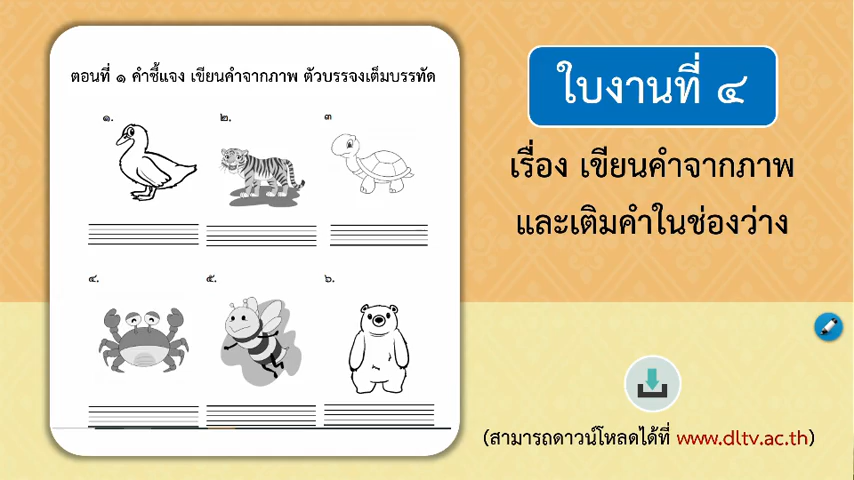 ตอนที่ ๑ คำชี้แจง เขียนคำจากภาพ ตัวบรรจงเต็มบรรทัด
๑.
๒.
๓
๔.
๕.
๖.
ใบงานที่ ๔
เรื่อง เขียนคำจากภาพ
และเติมคำในช่องว่าง
(สามารถดาวน์โหลดได้ที่ www.dltv.ac.th)